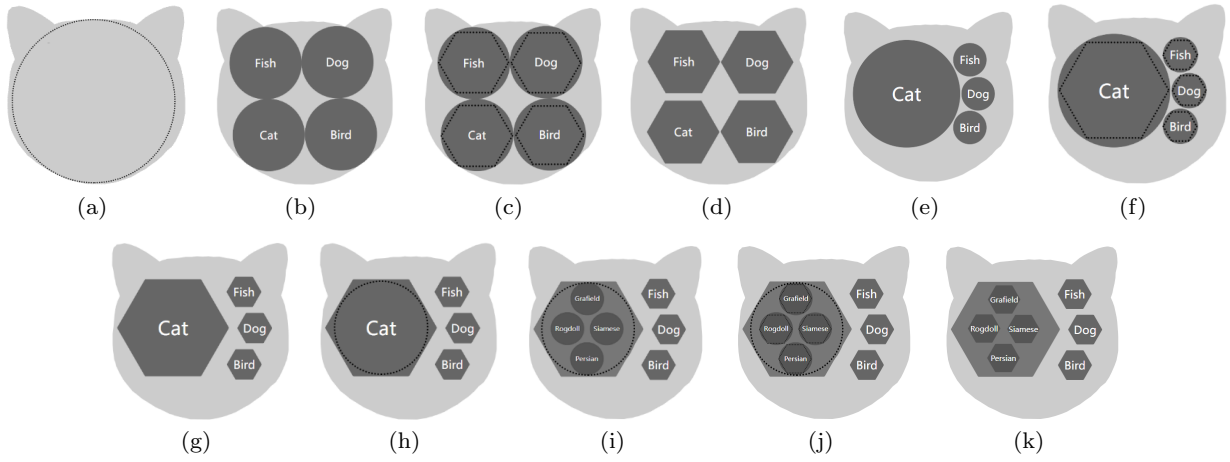 Fish Dog Fish Dog Fish Dog Fish Fish
Cat Dog Cat Dog
Cat Bird Cat Bird Cat Bird Bird Bird
(a) (b) (c) (d) (e) (f)
Fish Fish Grafield Fish Grafield Fish Grafield Fish
Cat Dog Cat Dog Rogdoll Siamese Dog Rogdoll Siamese Dog Rogdoll Siamese Dog
Bird Bird Persian Bird Persian Bird Persian Bird
(g) (h) (i) (j) (k)